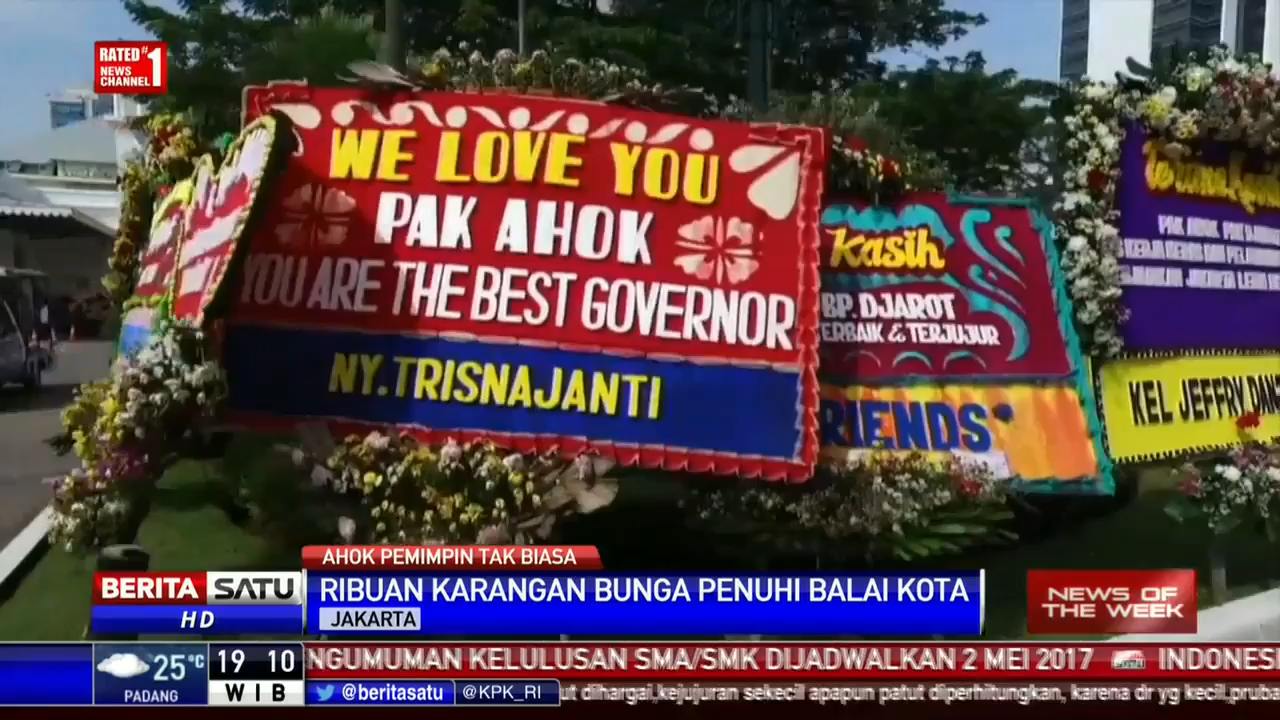 RATED #1
NEWS
CHANNEL
WE LOVE YOU
PAK AHOK
YOU ARE THE BEST GOVERNOR
NY.TRISNAJANTI
Kasih
BP. DJAROT
TERBAIK & TERJUJUR
FRIENDS
PAK AHOK PAK
KEL JEFFRY
AHOK PEMIMPIN TAK BIASA
BERITA SATU
HD
RIBUAN KARANGAN BUNGA PENUHI BALAI KOTA
JAKARTA
NEWS OF
THE WEEK
25°C
PADANG
19 10
WIB
NGUMUMAN KELULUSAN SMA/SMK DIJADWALKAN 2 MEI 2017
INDONESI
@beritasatu
@KPK_RI
ut dihargai,kejujuran sekecil apapun patut diperhitungkan, karena dr yg kecil,pruba